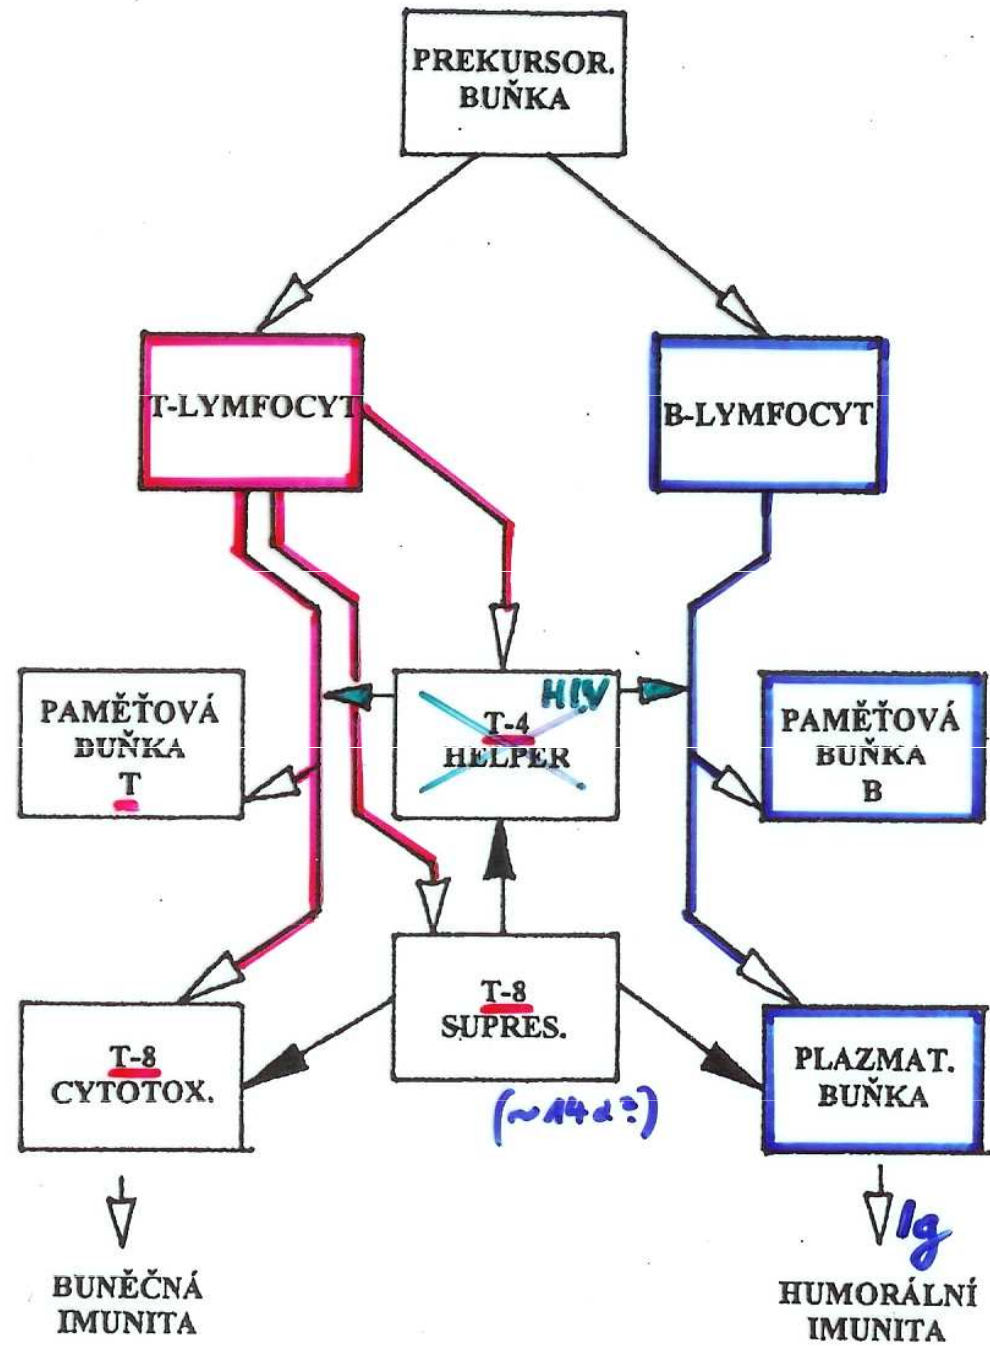 PREKURSOR.
BUŇKA
T-LYMFOCYT
B-LYMFOCYT
PAMĚŤOVÁ
BUŇKA
T
HIV
T-4
HELPER
PAMĚŤOVÁ
BUŇKA
B
T-8
CYTOTOX.
T-8
SUPRES.
(~14d?)
PLAZMAT.
BUŇKA
Ig
BUNĚČNÁ
IMUNITA
HUMORÁLNÍ
IMUNITA